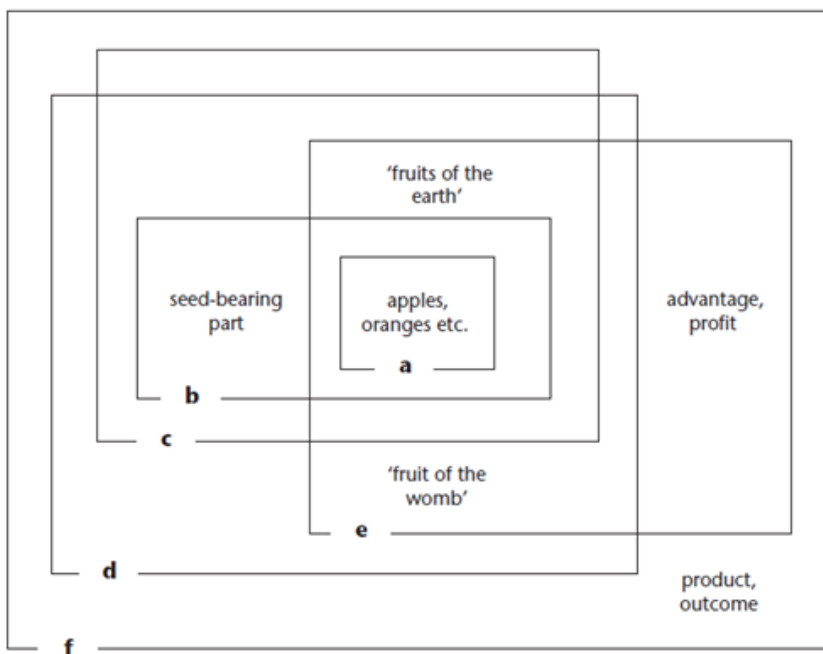 ‘fruits of the
earth’
seed-bearing
part
apples,
oranges etc.
advantage,
profit
a
b
c
‘fruit of the
womb’
e
d
product,
outcome
f